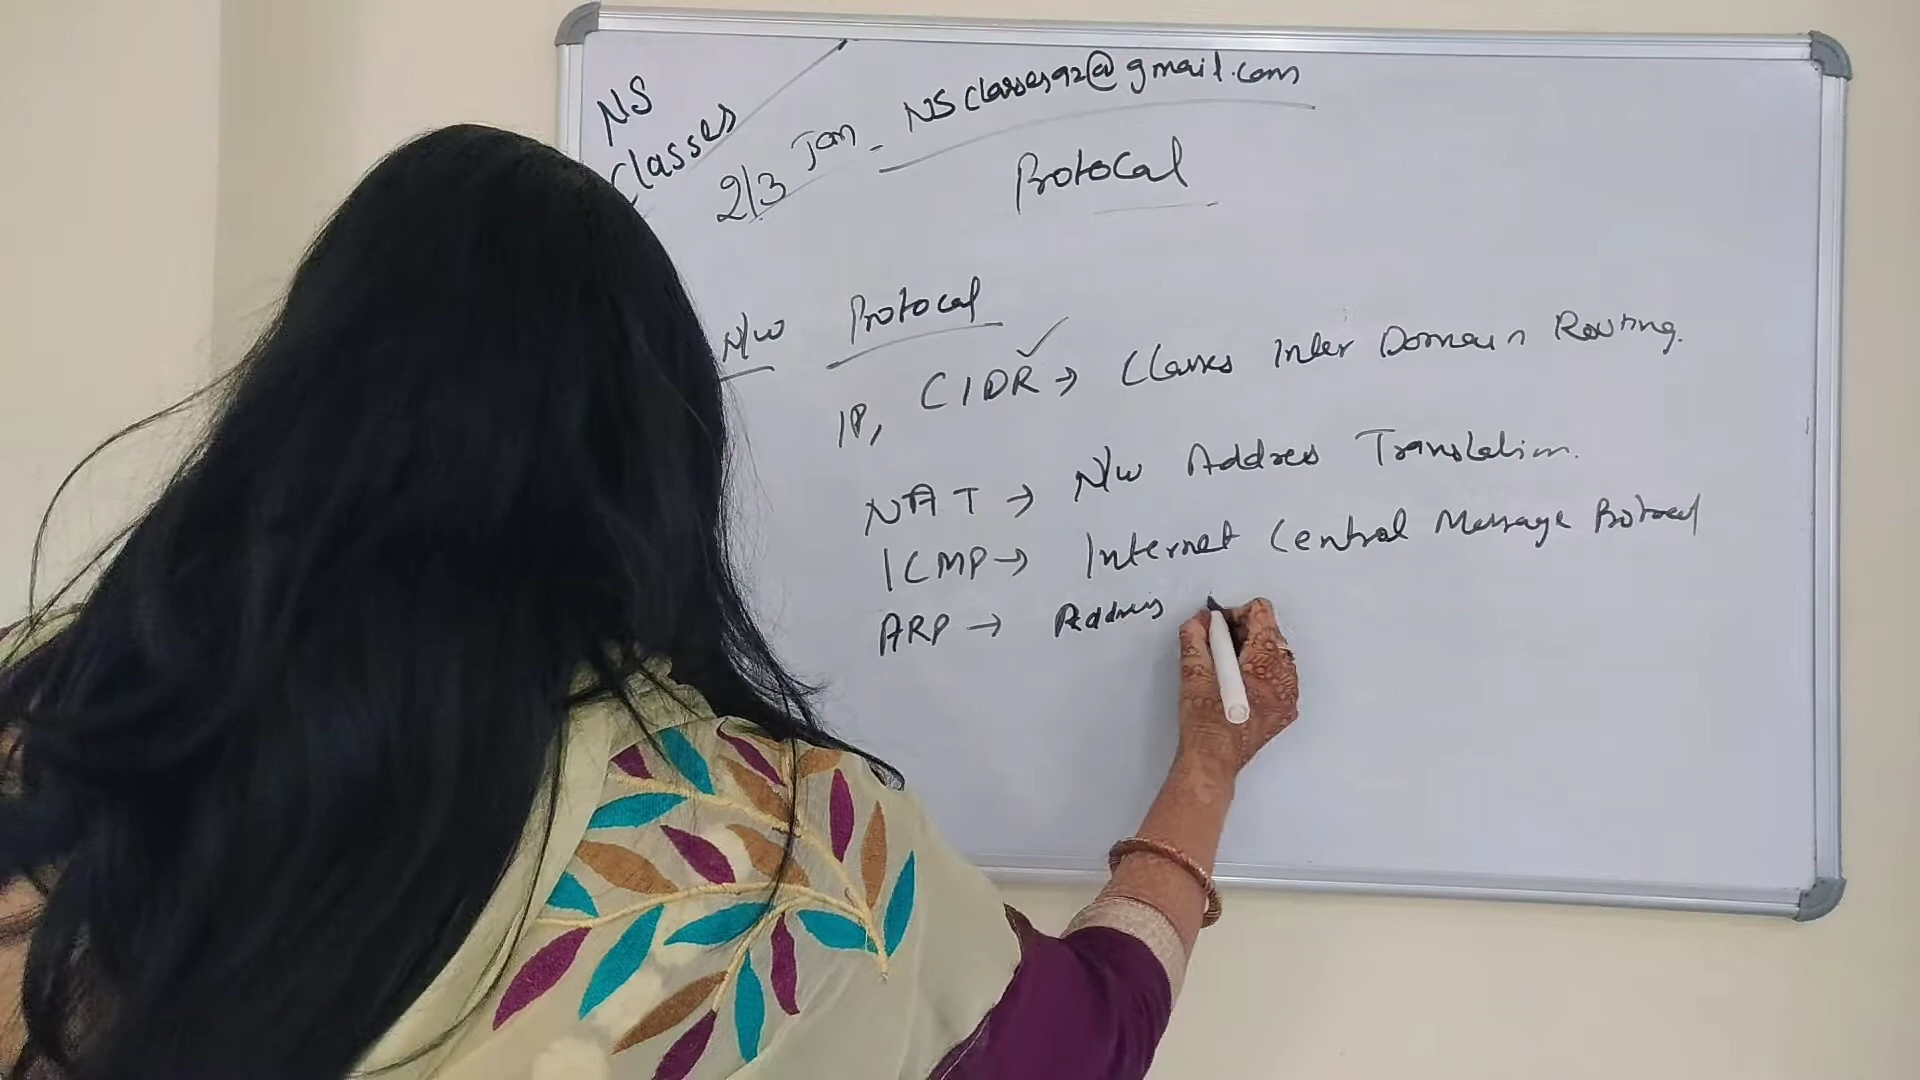 NS
Classes
2/3 Jan - NSclasses92@gmail.com
Protocal
N/w Protocal
IP, CIDR → Classes Inter Domain Routing.
NAT → N/w Address Translation.
ICMP → Internet Central Message Protocol
ARP → Address